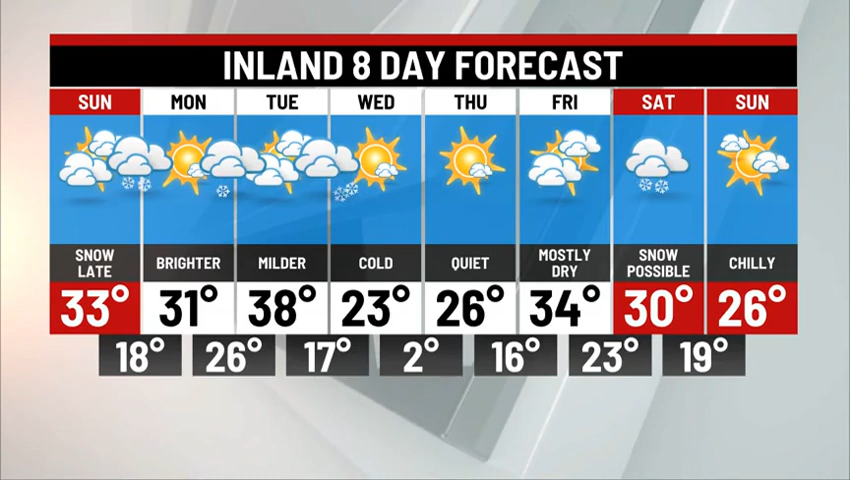 INLAND 8 DAY FORECAST
SUN MON TUE WED THU FRI SAT SUN
SNOW LATE
BRIGHTER
MILDER
COLD
QUIET
MOSTLY DRY
SNOW POSSIBLE
CHILLY
33° 31° 38° 23° 26° 34° 30° 26°
18° 26° 17° 2° 16° 23° 19°